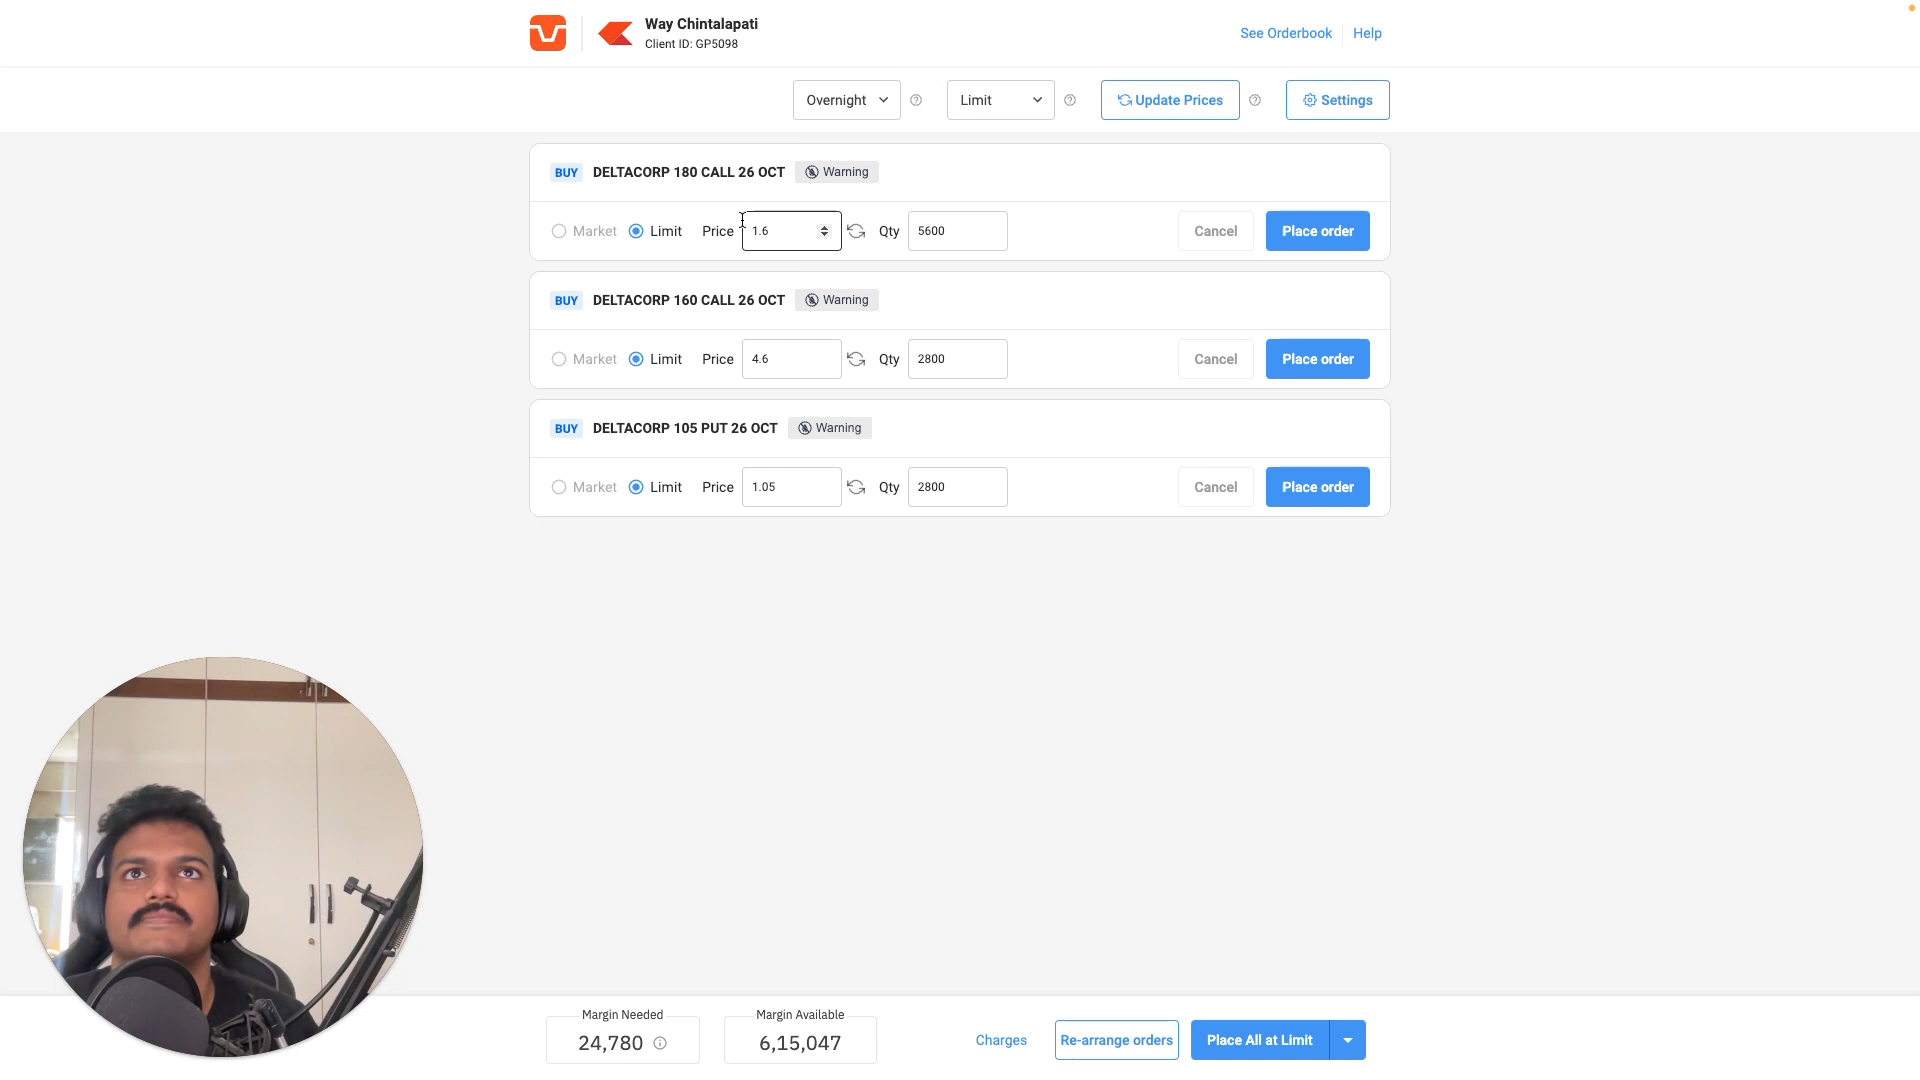 Way Chintalapati
Client ID: GP5098
See Orderbook
Help
Overnight
Limit
Update Prices
Settings
BUY DELTACORP 180 CALL 26 OCT Warning
Market Limit Price 1.6 Qty 5600 Cancel Place order
BUY DELTACORP 160 CALL 26 OCT Warning
Market Limit Price 4.6 Qty 2800 Cancel Place order
BUY DELTACORP 105 PUT 26 OCT Warning
Market Limit Price 1.05 Qty 2800 Cancel Place order
Margin Needed
24,780
Margin Available
6,15,047
Charges
Re-arrange orders
Place All at Limit